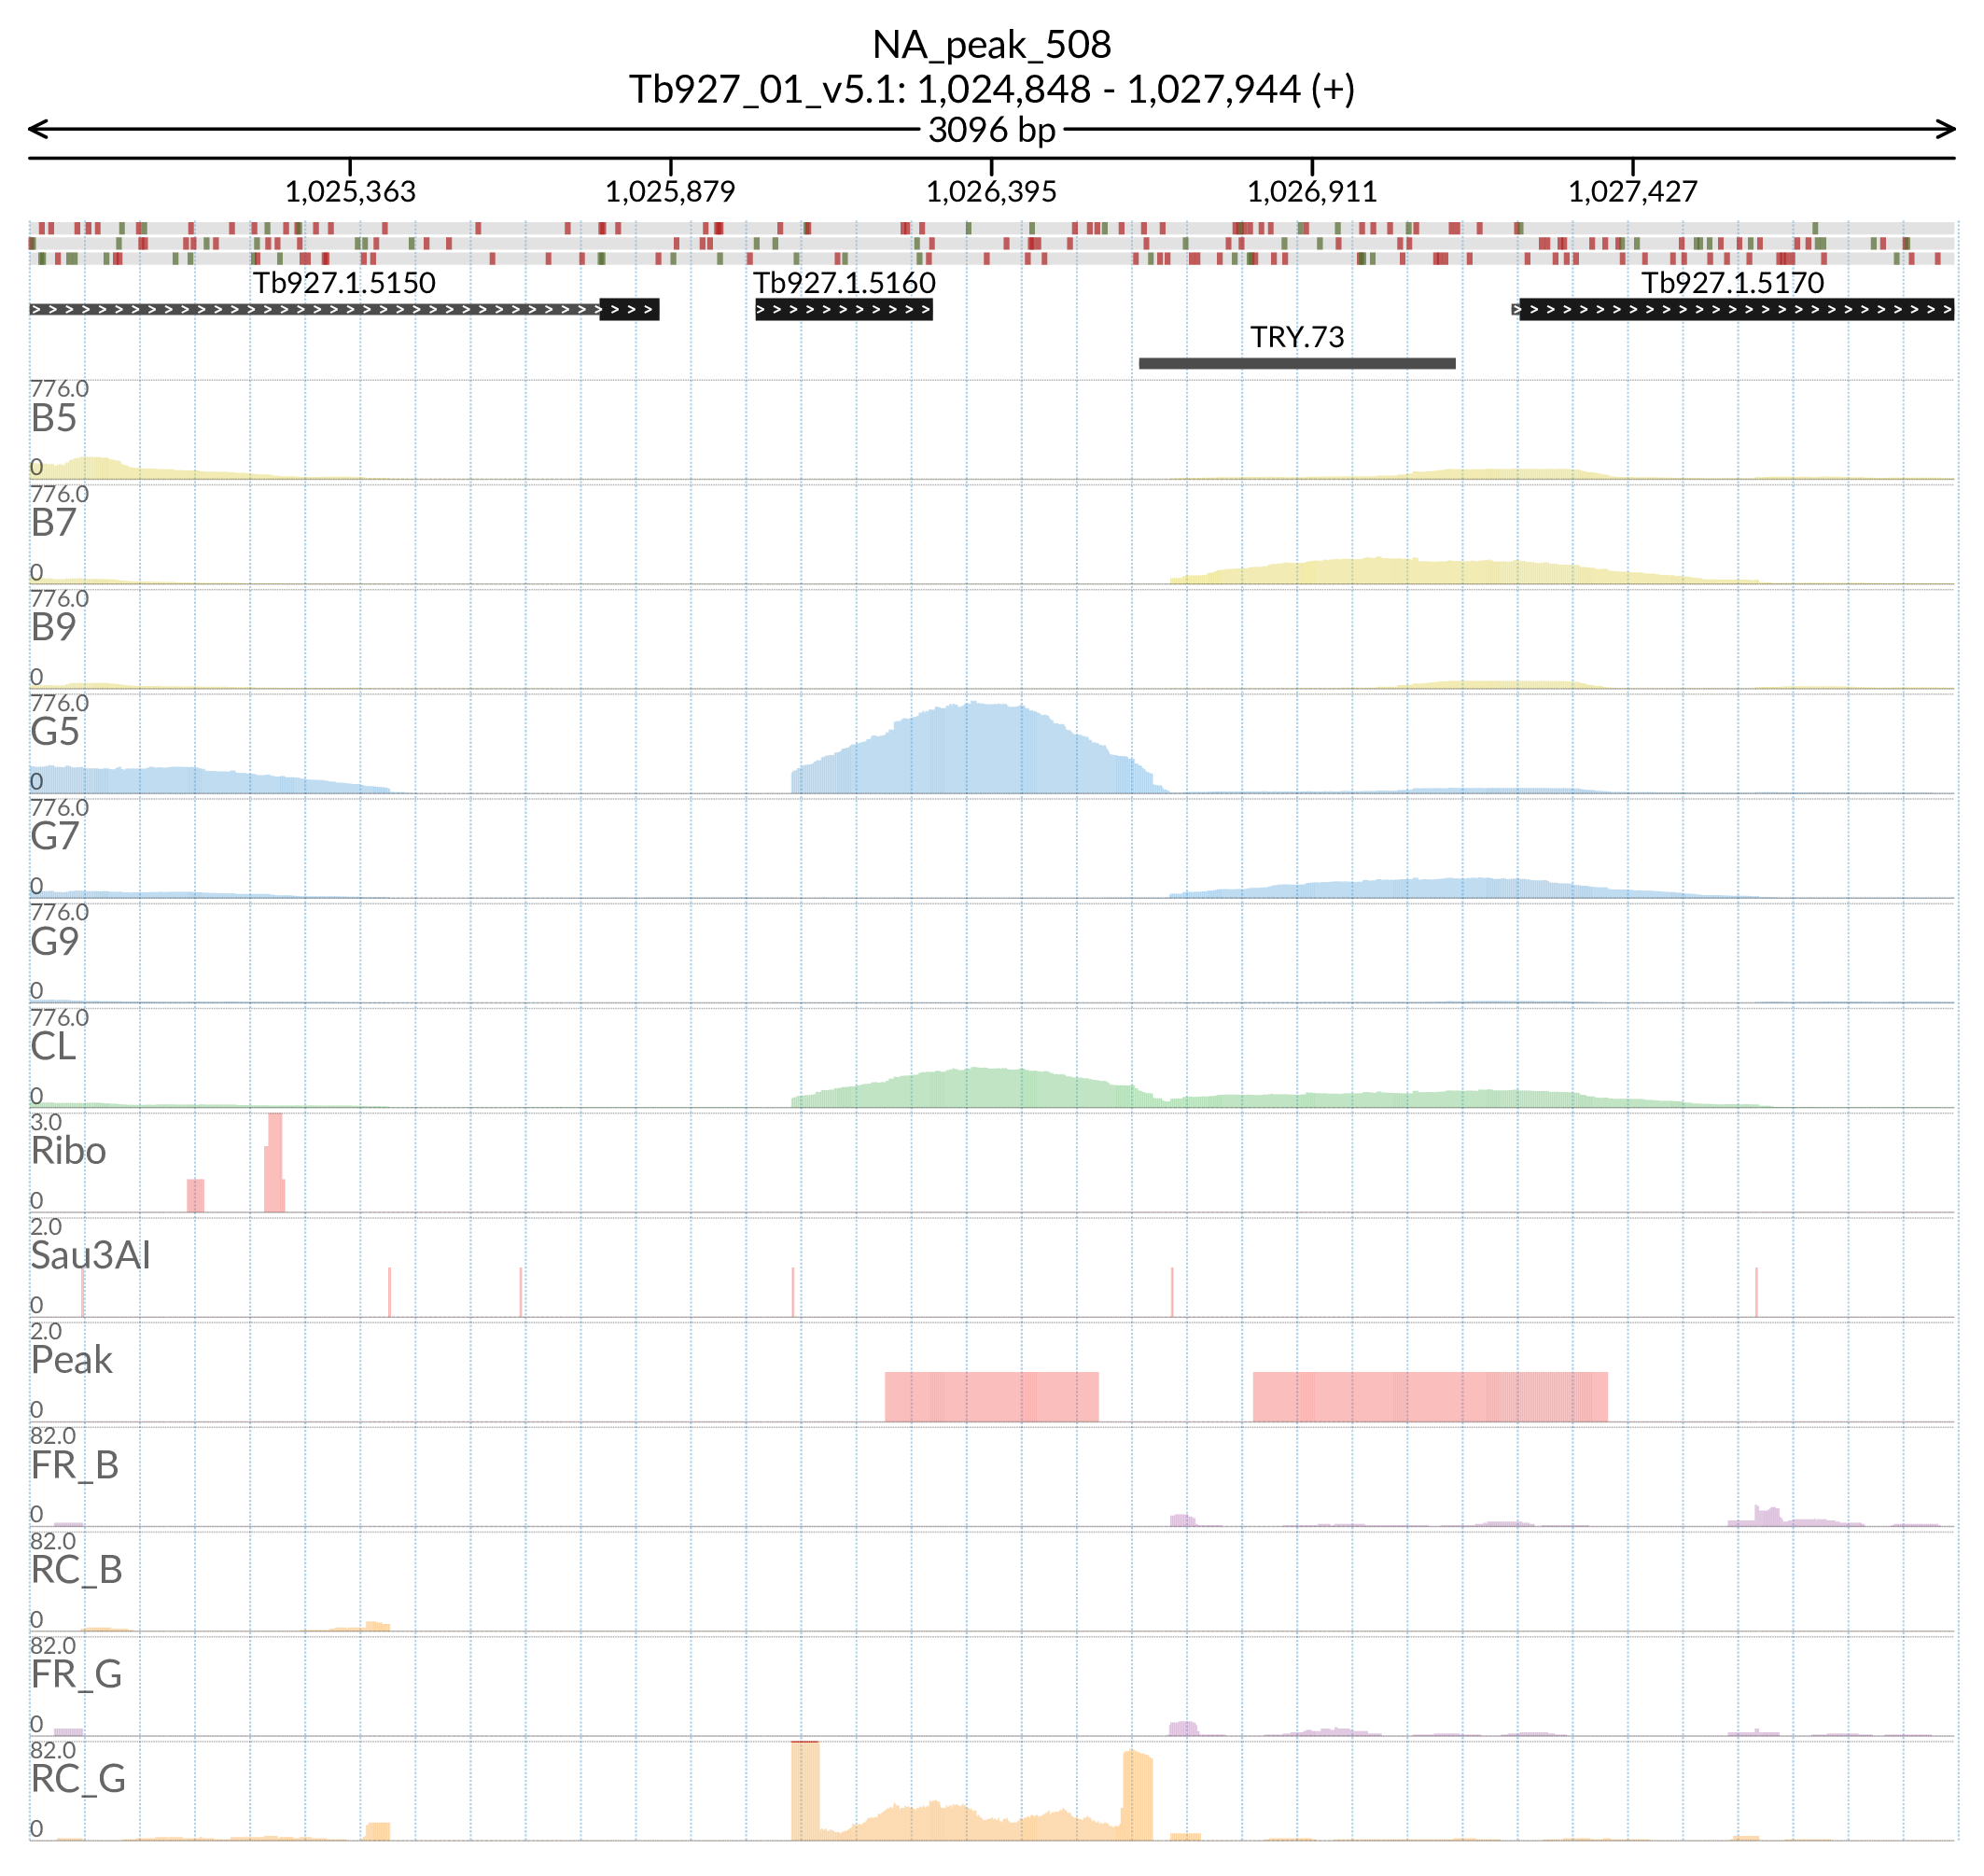 NA_peak_508
Tb927_01_v5.1: 1,024,848 - 1,027,944 (+)
3096 bp
1,025,363 1,025,879 1,026,395 1,026,911 1,027,427
Tb927.1.5150 Tb927.1.5160 Tb927.1.5170
TRY.73
776.0
B5
0
776.0
B7
0
776.0
B9
0
776.0
G5
0
776.0
G7
0
776.0
G9
0
776.0
CL
0
3.0
Ribo
0
2.0
Sau3AI
0
2.0
Peak
0
82.0
FR_B
0
82.0
RC_B
0
82.0
FR_G
0
82.0
RC_G
0